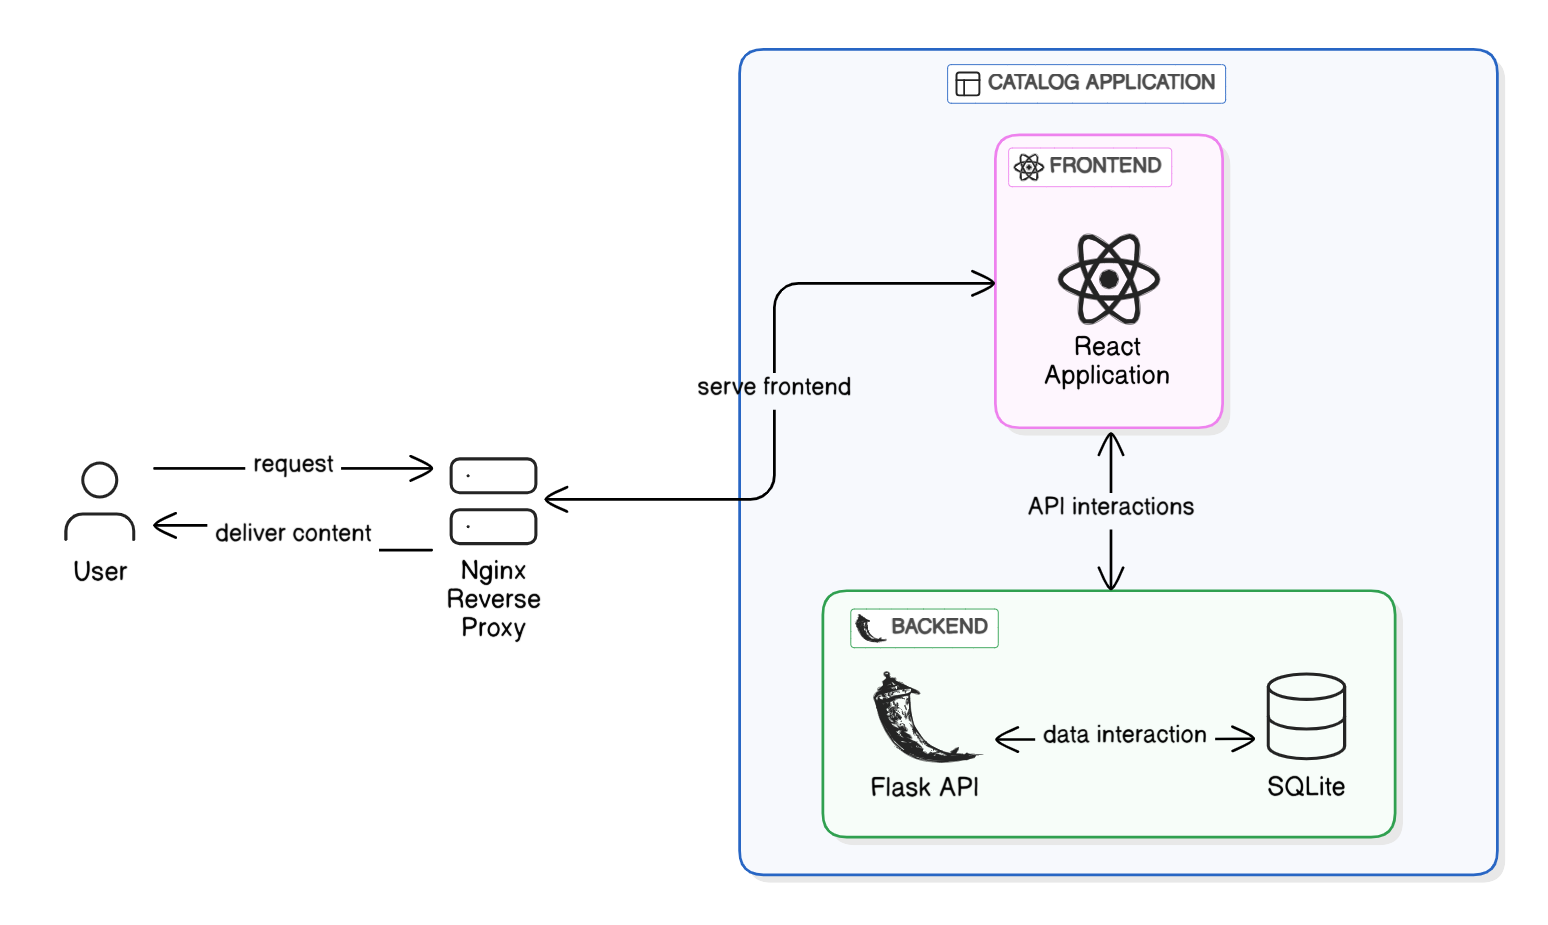 CATALOG APPLICATION
FRONTEND
React
Application
serve frontend
request
deliver content
User
Nginx
Reverse
Proxy
API interactions
BACKEND
data interaction
Flask API
SQLite